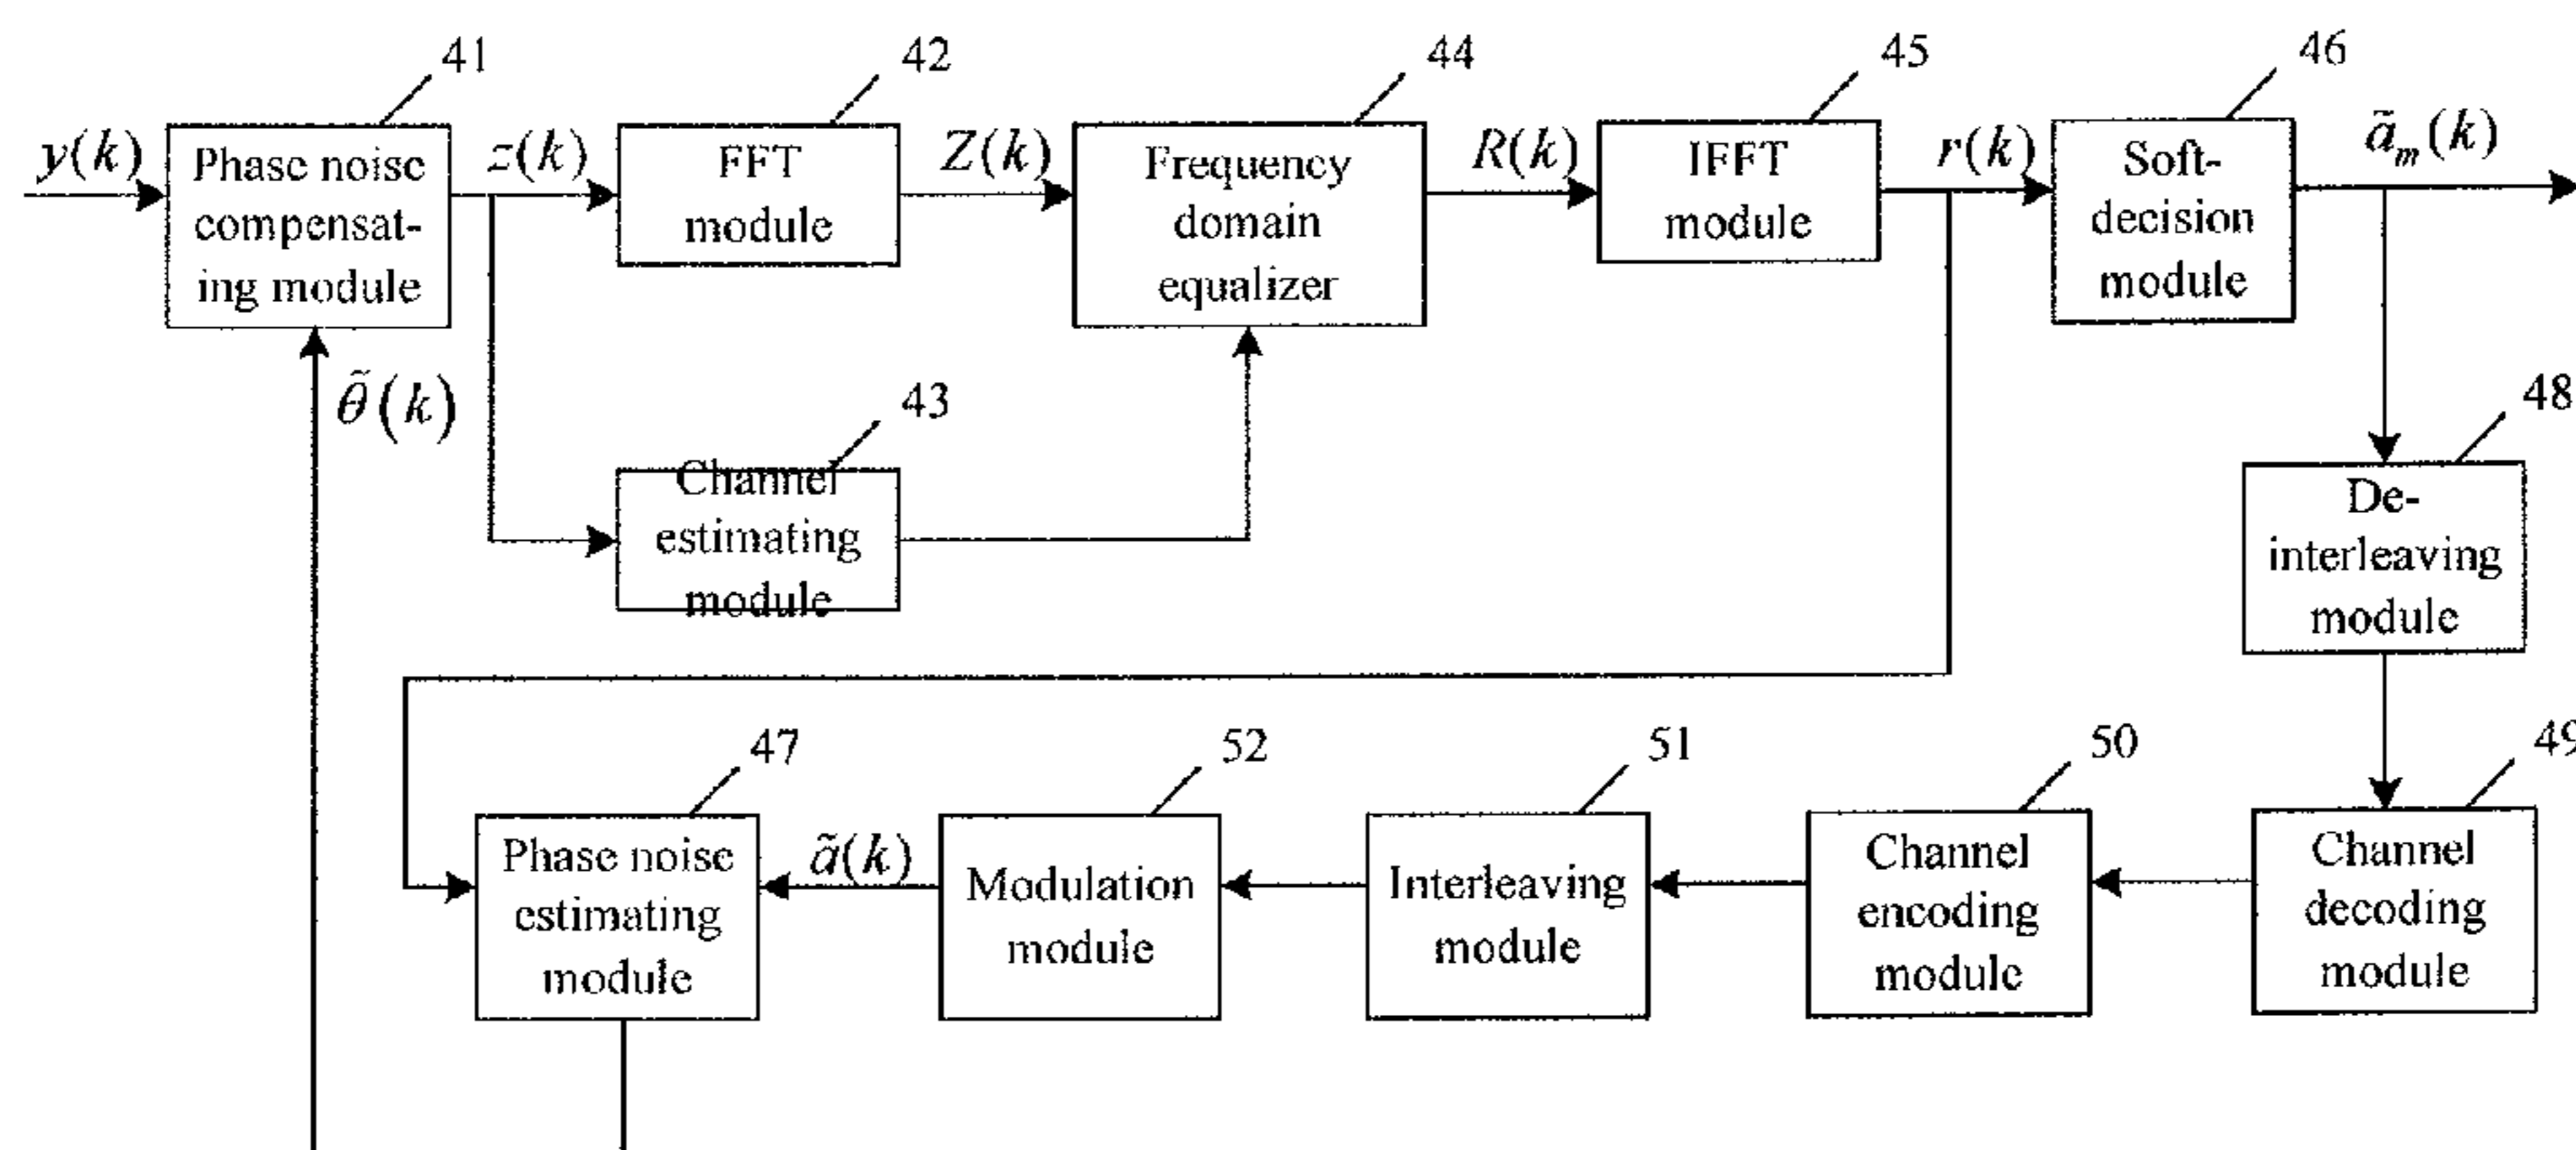 41
42
44
45
46
y(k)
Phase noise
compensat-
ing module
z(k)
FFT
module
Z(k)
Frequency
domain
equalizer
R(k)
IFFT
module
r(k)
Soft-
decision
module
ã_m(k)
θ̃(k)
43
Channel
estimating
module
48
De-
interleaving
module
47
52
51
50
49
Phase noise
estimating
module
ã(k)
Modulation
module
Interleaving
module
Channel
encoding
module
Channel
decoding
module